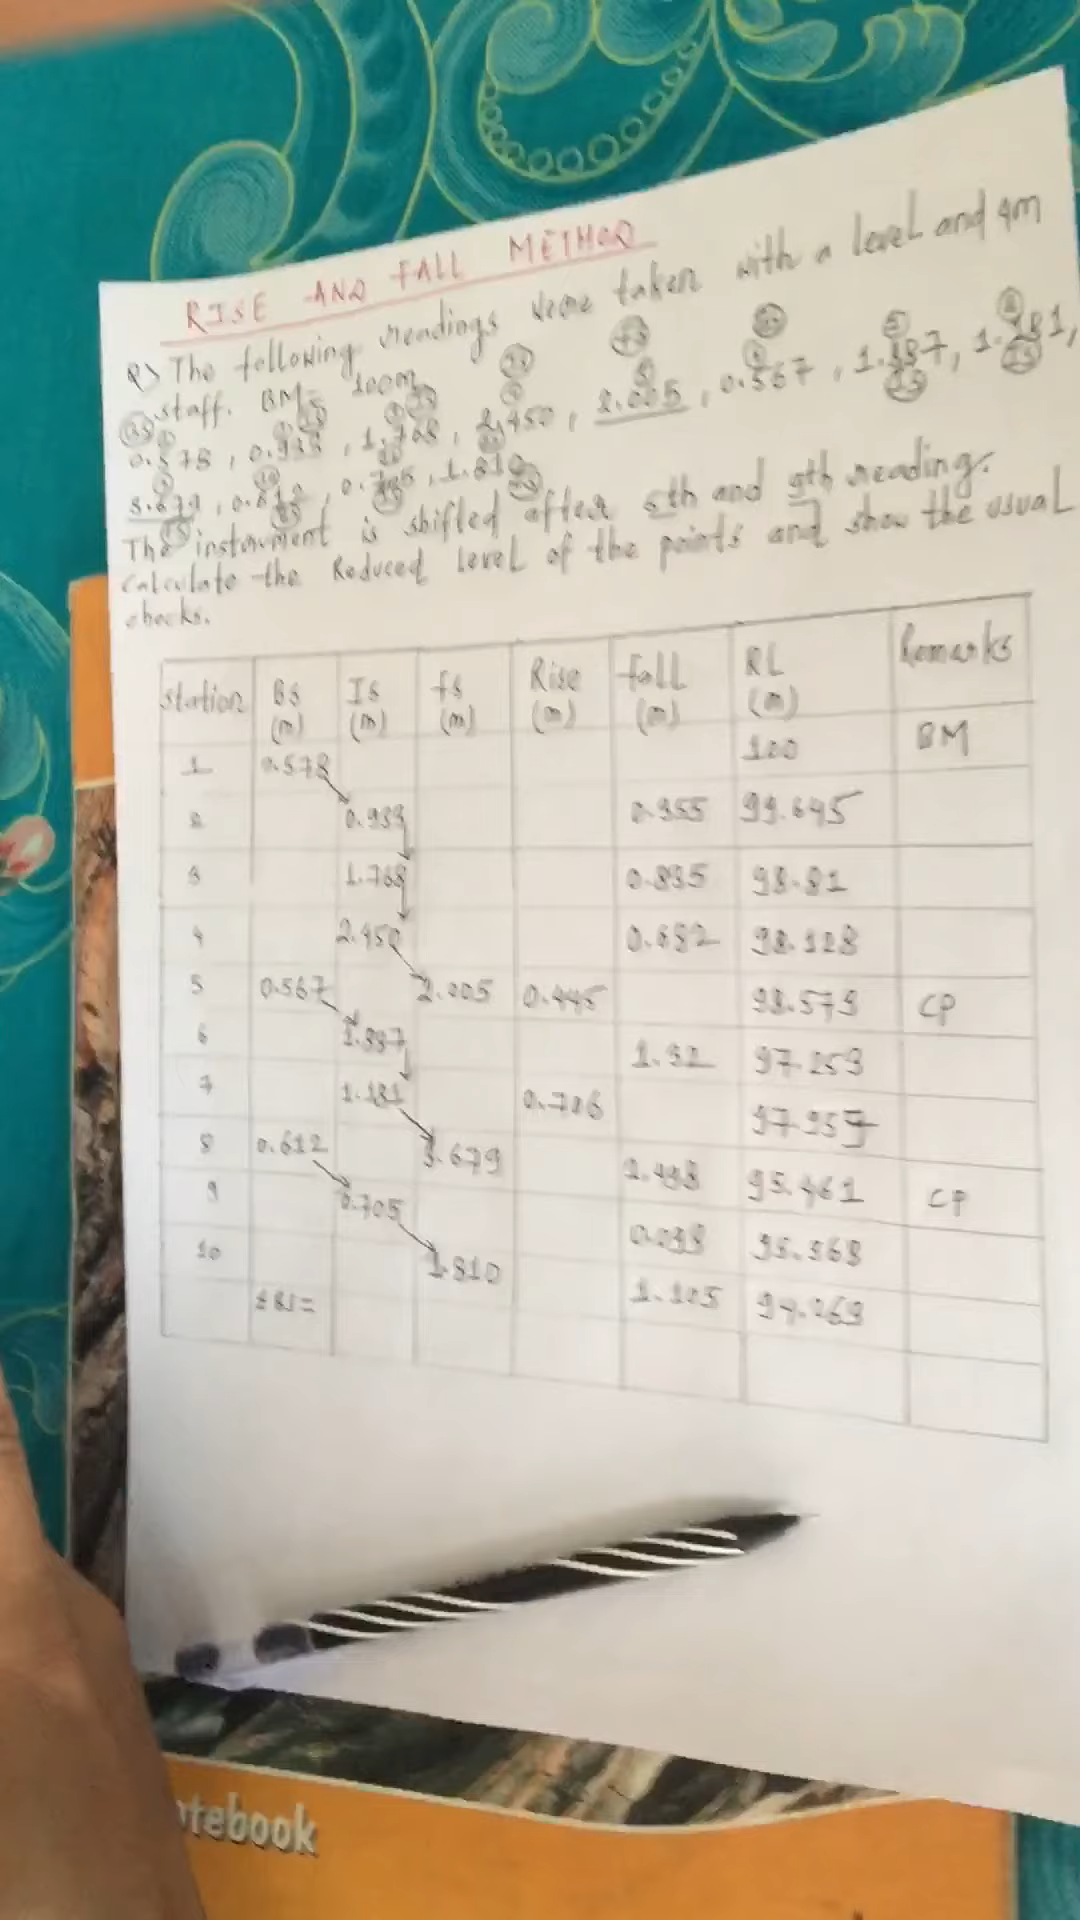 RISE AND FALL METHOD
Q> The following readings were taken with a level and 4m
staff. BM= 100m
0.578, 0.933, 1.768, 2.450, 2.005, 0.567, 1.887, 1.181,
3.679, 0.612, 0.705, 1.810
The instrument is shifted after 5th and 9th reading.
Calculate the Reduced level of the points and show the usual
checks.
Station BS (m) IS (m) fS (m) Rise (m) fall (m) RL (m) Remarks
1 0.578 100 BM
2 0.933 0.355 99.645
3 1.768 0.835 98.81
4 2.450 0.682 98.128
5 0.567 2.005 0.445 98.573 CP
6 1.887 1.32 97.253
7 1.181 0.706 97.959
8 0.612 3.679 2.498 95.461 CP
9 0.705 0.093 95.368
10 1.810 1.105 94.263
notebook